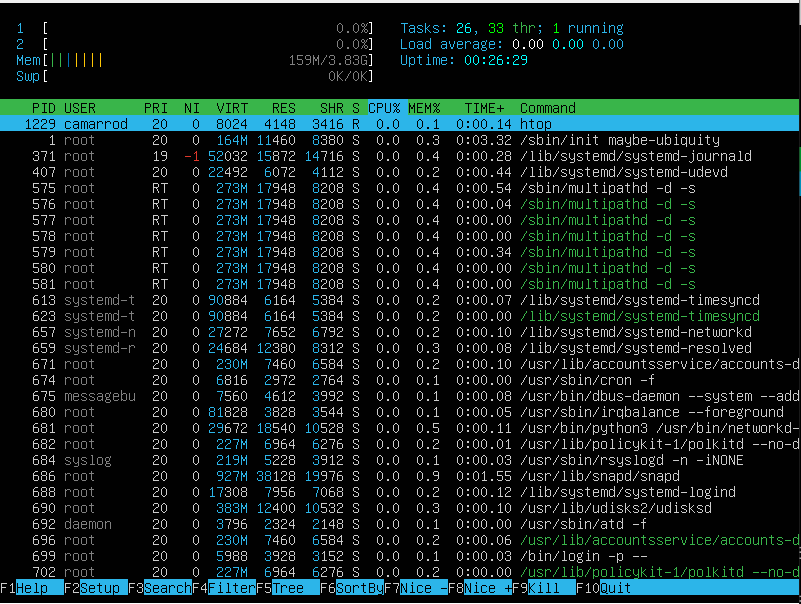 1 [ 0.0%] Tasks: 26, 33 thr; 1 running
2 [ 0.0%] Load average: 0.00 0.00 0.00
Mem[||||||| 159M/3.83G] Uptime: 00:26:29
Swp[ 0K/0K]
PID USER PRI NI VIRT RES SHR S CPU% MEM% TIME+ Command
1229 camarrod 20 0 8024 4148 3416 R 0.0 0.1 0:00.14 htop
1 root 20 0 164M 11460 8380 S 0.0 0.3 0:03.32 /sbin/init maybe-ubiquity
371 root 19 -1 52032 15872 14716 S 0.0 0.4 0:00.28 /lib/systemd/systemd-journald
407 root 20 0 22492 6072 4112 S 0.0 0.2 0:00.44 /lib/systemd/systemd-udevd
575 root RT 0 273M 17948 8208 S 0.0 0.4 0:00.54 /sbin/multipathd -d -s
576 root RT 0 273M 17948 8208 S 0.0 0.4 0:00.00 /sbin/multipathd -d -s
577 root RT 0 273M 17948 8208 S 0.0 0.4 0:00.00 /sbin/multipathd -d -s
578 root RT 0 273M 17948 8208 S 0.0 0.4 0:00.00 /sbin/multipathd -d -s
579 root RT 0 273M 17948 8208 S 0.0 0.4 0:00.34 /sbin/multipathd -d -s
580 root RT 0 273M 17948 8208 S 0.0 0.4 0:00.00 /sbin/multipathd -d -s
581 root RT 0 273M 17948 8208 S 0.0 0.4 0:00.00 /sbin/multipathd -d -s
613 systemd-t 20 0 90884 6164 5384 S 0.0 0.2 0:00.07 /lib/systemd/systemd-timesyncd
623 systemd-t 20 0 90884 6164 5384 S 0.0 0.2 0:00.00 /lib/systemd/systemd-timesyncd
657 systemd-n 20 0 27272 7652 6792 S 0.0 0.2 0:00.10 /lib/systemd/systemd-networkd
659 systemd-r 20 0 24684 12380 8312 S 0.0 0.3 0:00.08 /lib/systemd/systemd-resolved
671 root 20 0 230M 7460 6584 S 0.0 0.2 0:00.10 /usr/lib/accountsservice/accounts-d
674 root 20 0 6816 2972 2764 S 0.0 0.1 0:00.00 /usr/sbin/cron -f
675 messagebu 20 0 7560 4612 3992 S 0.0 0.1 0:00.08 /usr/bin/dbus-daemon --system --add
680 root 20 0 81828 3828 3544 S 0.0 0.1 0:00.05 /usr/sbin/irqbalance --foreground
681 root 20 0 29672 18540 10528 S 0.0 0.5 0:00.11 /usr/bin/python3 /usr/bin/networkd-
682 root 20 0 227M 6964 6276 S 0.0 0.2 0:00.01 /usr/lib/policykit-1/polkitd --no-d
684 syslog 20 0 219M 5228 3912 S 0.0 0.1 0:00.03 /usr/sbin/rsyslogd -n -iNONE
686 root 20 0 927M 38128 19976 S 0.0 0.9 0:01.55 /usr/lib/snapd/snapd
688 root 20 0 17308 7956 7068 S 0.0 0.2 0:00.12 /lib/systemd/systemd-logind
690 root 20 0 383M 12400 10532 S 0.0 0.3 0:00.10 /usr/lib/udisks2/udisksd
692 daemon 20 0 3796 2324 2148 S 0.0 0.1 0:00.00 /usr/sbin/atd -f
696 root 20 0 230M 7460 6584 S 0.0 0.2 0:00.06 /usr/lib/accountsservice/accounts-d
699 root 20 0 5988 3928 3152 S 0.0 0.1 0:00.03 /bin/login -p --
702 root 20 0 227M 6964 6276 S 0.0 0.2 0:00.00 /usr/lib/policykit-1/polkitd --no-d
F1Help F2Setup F3SearchF4FilterF5Tree F6SortByF7Nice -F8Nice +F9Kill F10Quit